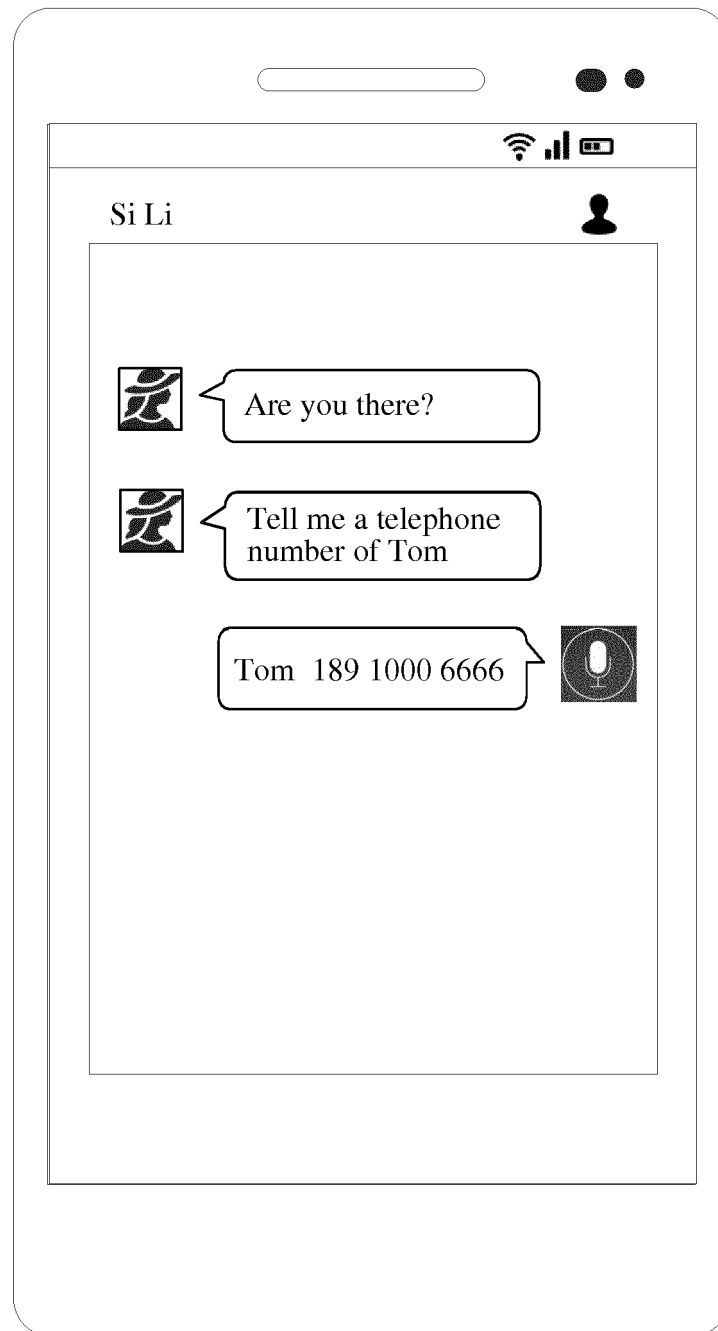 Si Li
Are you there?
Tell me a telephone
number of Tom
Tom 189 1000 6666